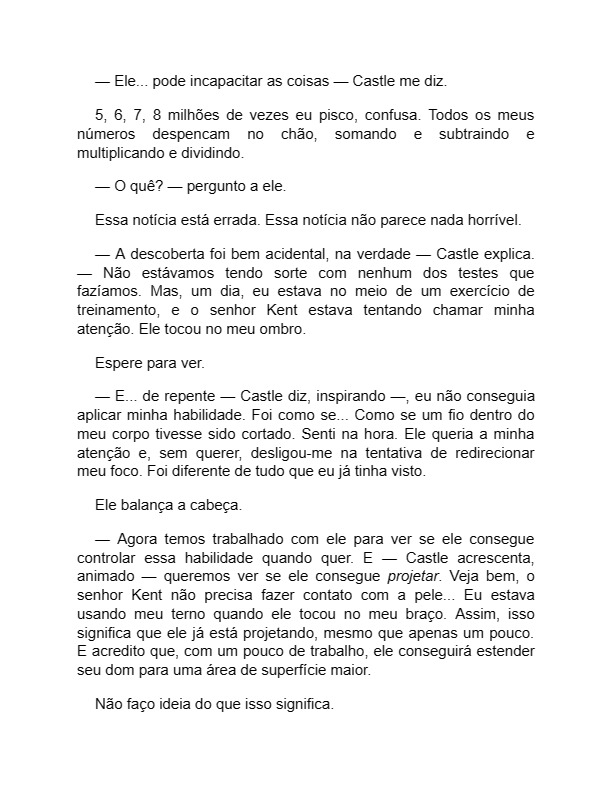 — Ele... pode incapacitar as coisas — Castle me diz.
5, 6, 7, 8 milhões de vezes eu pisco, confusa. Todos os meus
números despencam no chão, somando e subtraindo e
multiplicando e dividindo.
— O quê? — pergunto a ele.
Essa notícia está errada. Essa notícia não parece nada horrível.
— A descoberta foi bem acidental, na verdade — Castle explica.
— Não estávamos tendo sorte com nenhum dos testes que
fazíamos. Mas, um dia, eu estava no meio de um exercício de
treinamento, e o senhor Kent estava tentando chamar minha
atenção. Ele tocou no meu ombro.
Espere para ver.
— E... de repente — Castle diz, inspirando —, eu não conseguia
aplicar minha habilidade. Foi como se... Como se um fio dentro do
meu corpo tivesse sido cortado. Senti na hora. Ele queria a minha
atenção e, sem querer, desligou-me na tentativa de redirecionar
meu foco. Foi diferente de tudo que eu já tinha visto.
Ele balança a cabeça.
— Agora temos trabalhado com ele para ver se ele consegue
controlar essa habilidade quando quer. E — Castle acrescenta,
animado — queremos ver se ele consegue projetar. Veja bem, o
senhor Kent não precisa fazer contato com a pele... Eu estava
usando meu terno quando ele tocou no meu braço. Assim, isso
significa que ele já está projetando, mesmo que apenas um pouco.
E acredito que, com um pouco de trabalho, ele conseguirá estender
seu dom para uma área de superfície maior.
Não faço ideia do que isso significa.